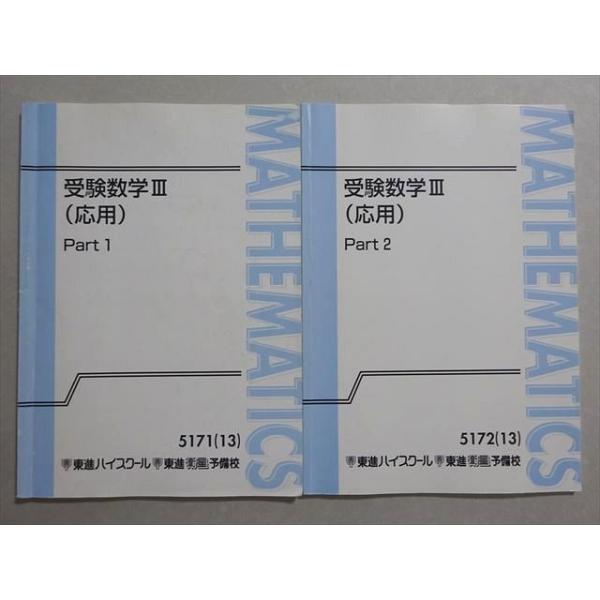 受験数学Ⅲ
(応用)
Part 1
5171(13)
東進ハイスクール 東進衛星予備校
MATHEMATICS
受験数学Ⅲ
(応用)
Part 2
5172(13)
東進ハイスクール 東進衛星予備校
MATHEMATICS